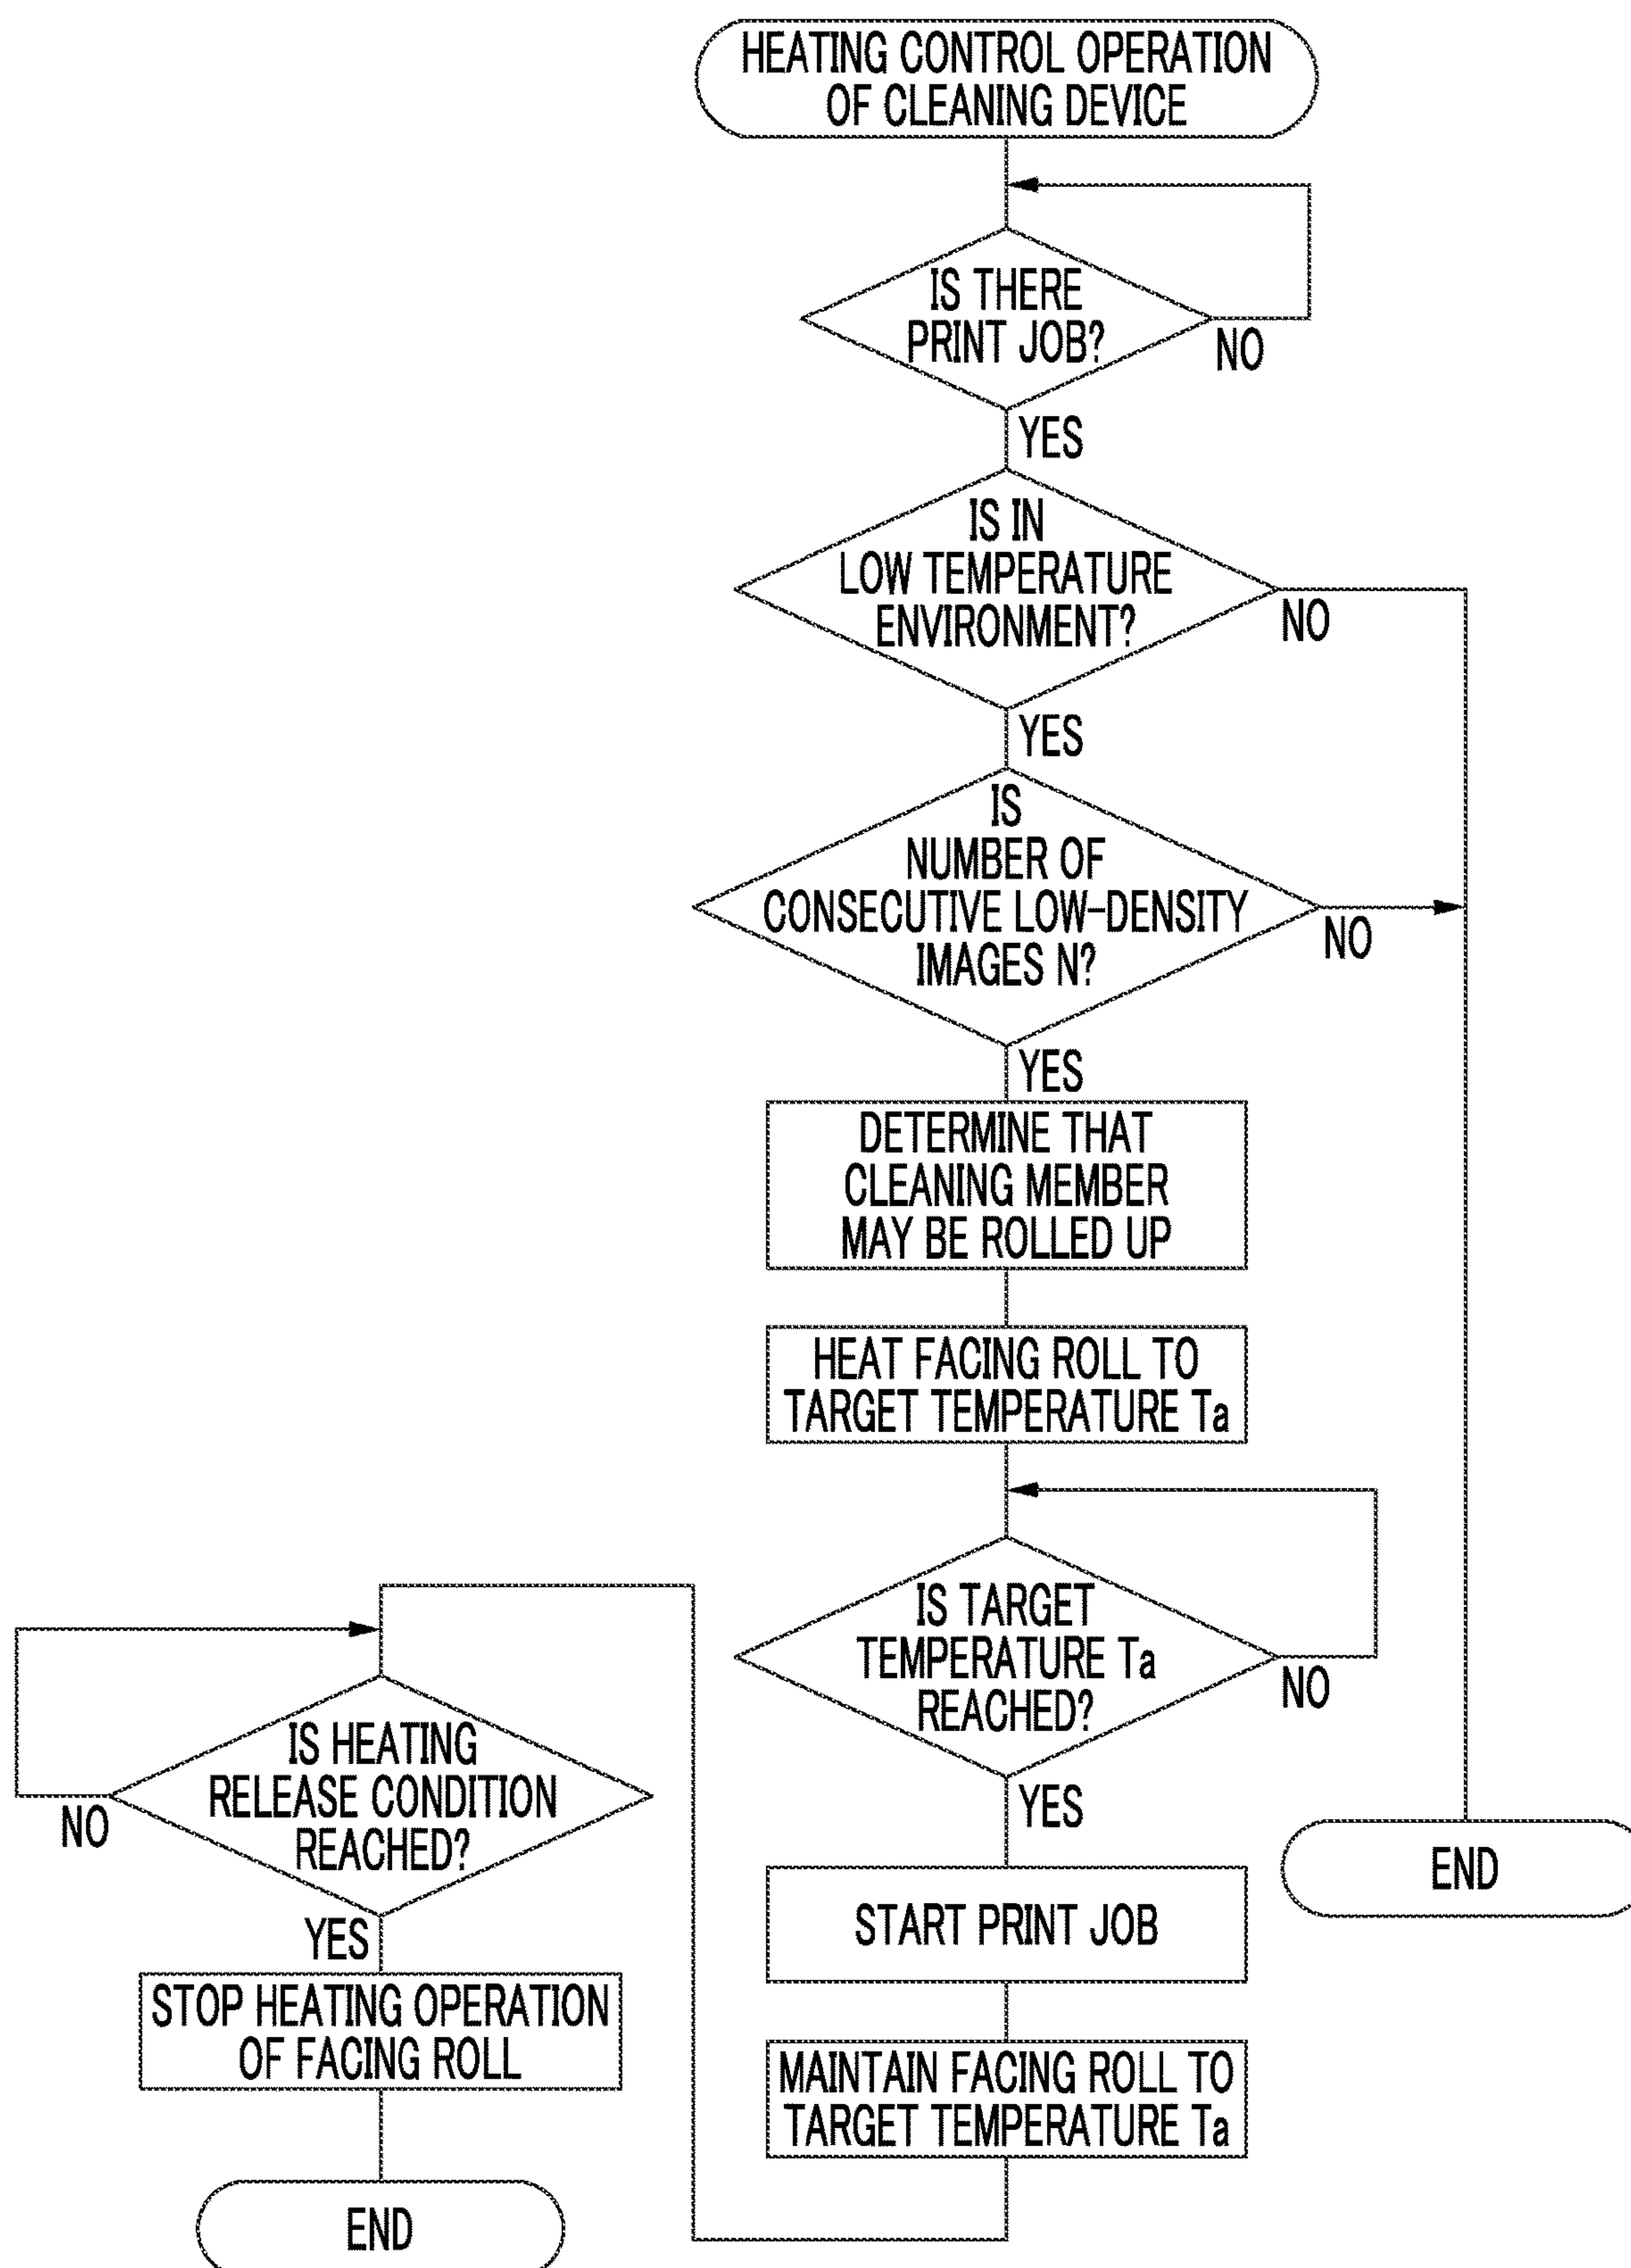 HEATING CONTROL OPERATION
OF CLEANING DEVICE
IS THERE
PRINT JOB?
NO
YES
IS IN
LOW TEMPERATURE
ENVIRONMENT?
NO
YES
IS
NUMBER OF
CONSECUTIVE LOW-DENSITY
IMAGES N?
NO
YES
DETERMINE THAT
CLEANING MEMBER
MAY BE ROLLED UP
HEAT FACING ROLL TO
TARGET TEMPERATURE Ta
IS TARGET
TEMPERATURE Ta
REACHED?
NO
YES
START PRINT JOB
MAINTAIN FACING ROLL TO
TARGET TEMPERATURE Ta
IS HEATING
RELEASE CONDITION
REACHED?
NO
YES
STOP HEATING OPERATION
OF FACING ROLL
END
END